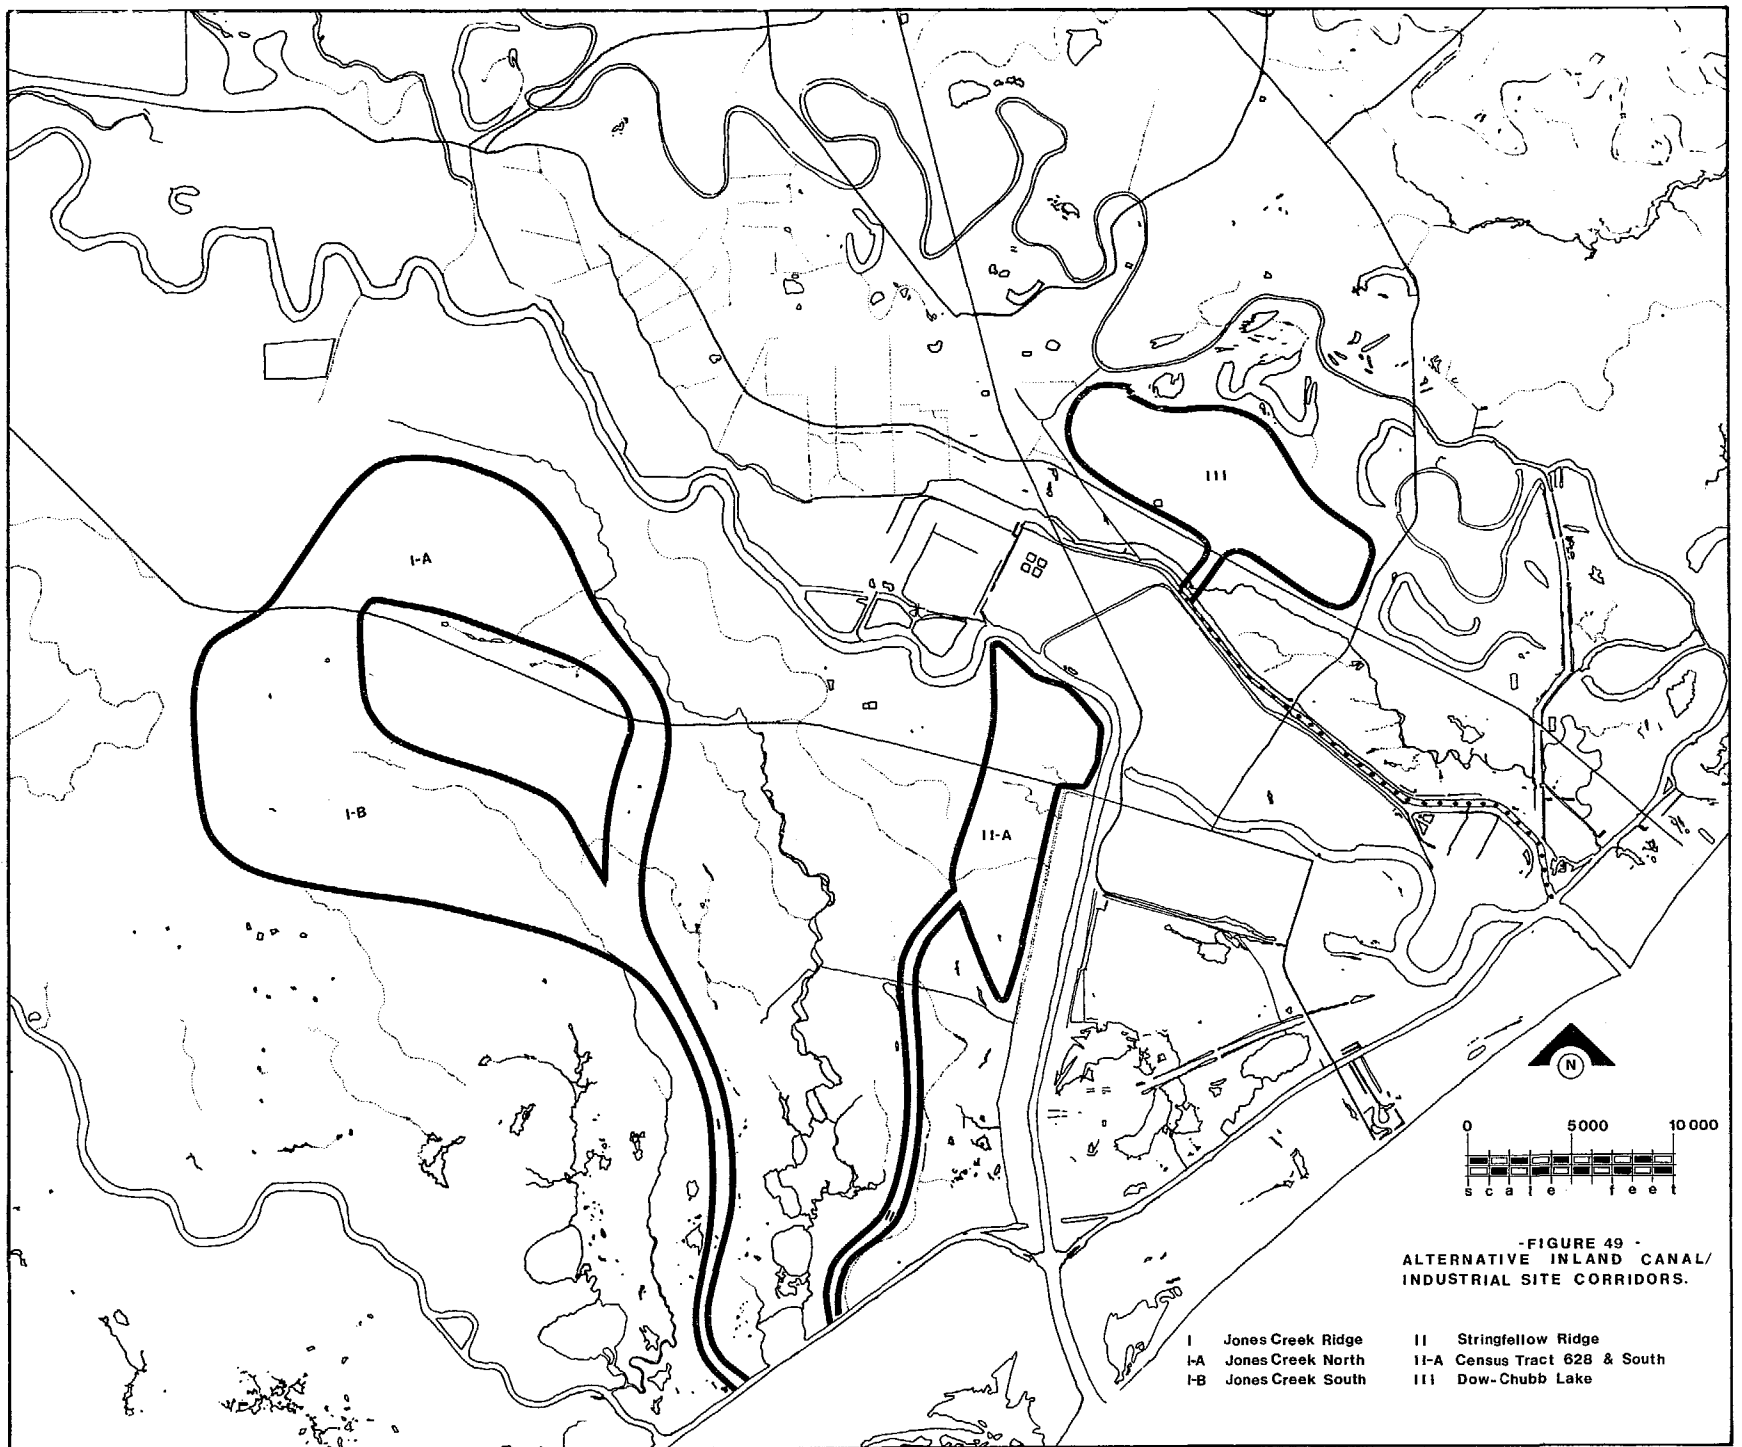 III
I-A
I-B
II-A
II
N
0 5000 10 000
scale feet
-FIGURE 49 -
ALTERNATIVE INLAND CANAL/
INDUSTRIAL SITE CORRIDORS.
I Jones Creek Ridge
I-A Jones Creek North
I-B Jones Creek South
II Stringfellow Ridge
II-A Census Tract 628 & South
III Dow-Chubb Lake